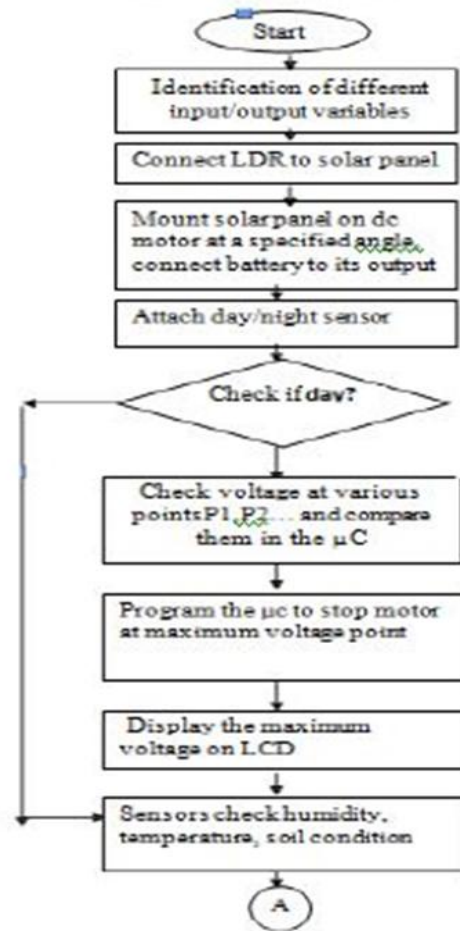 Start
Identification of different
input/output variables
Connect LDR to solar panel
Mount solar panel on dc
motor at a specified angle,
connect battery to its output
Attach day/night sensor
Check if day?
Check voltage at various
points P1, P2... and compare
them in the µC
Program the µc to stop motor
at maximum voltage point
Display the maximum
voltage on LCD
Sensors check humidity,
temperature, soil condition
A